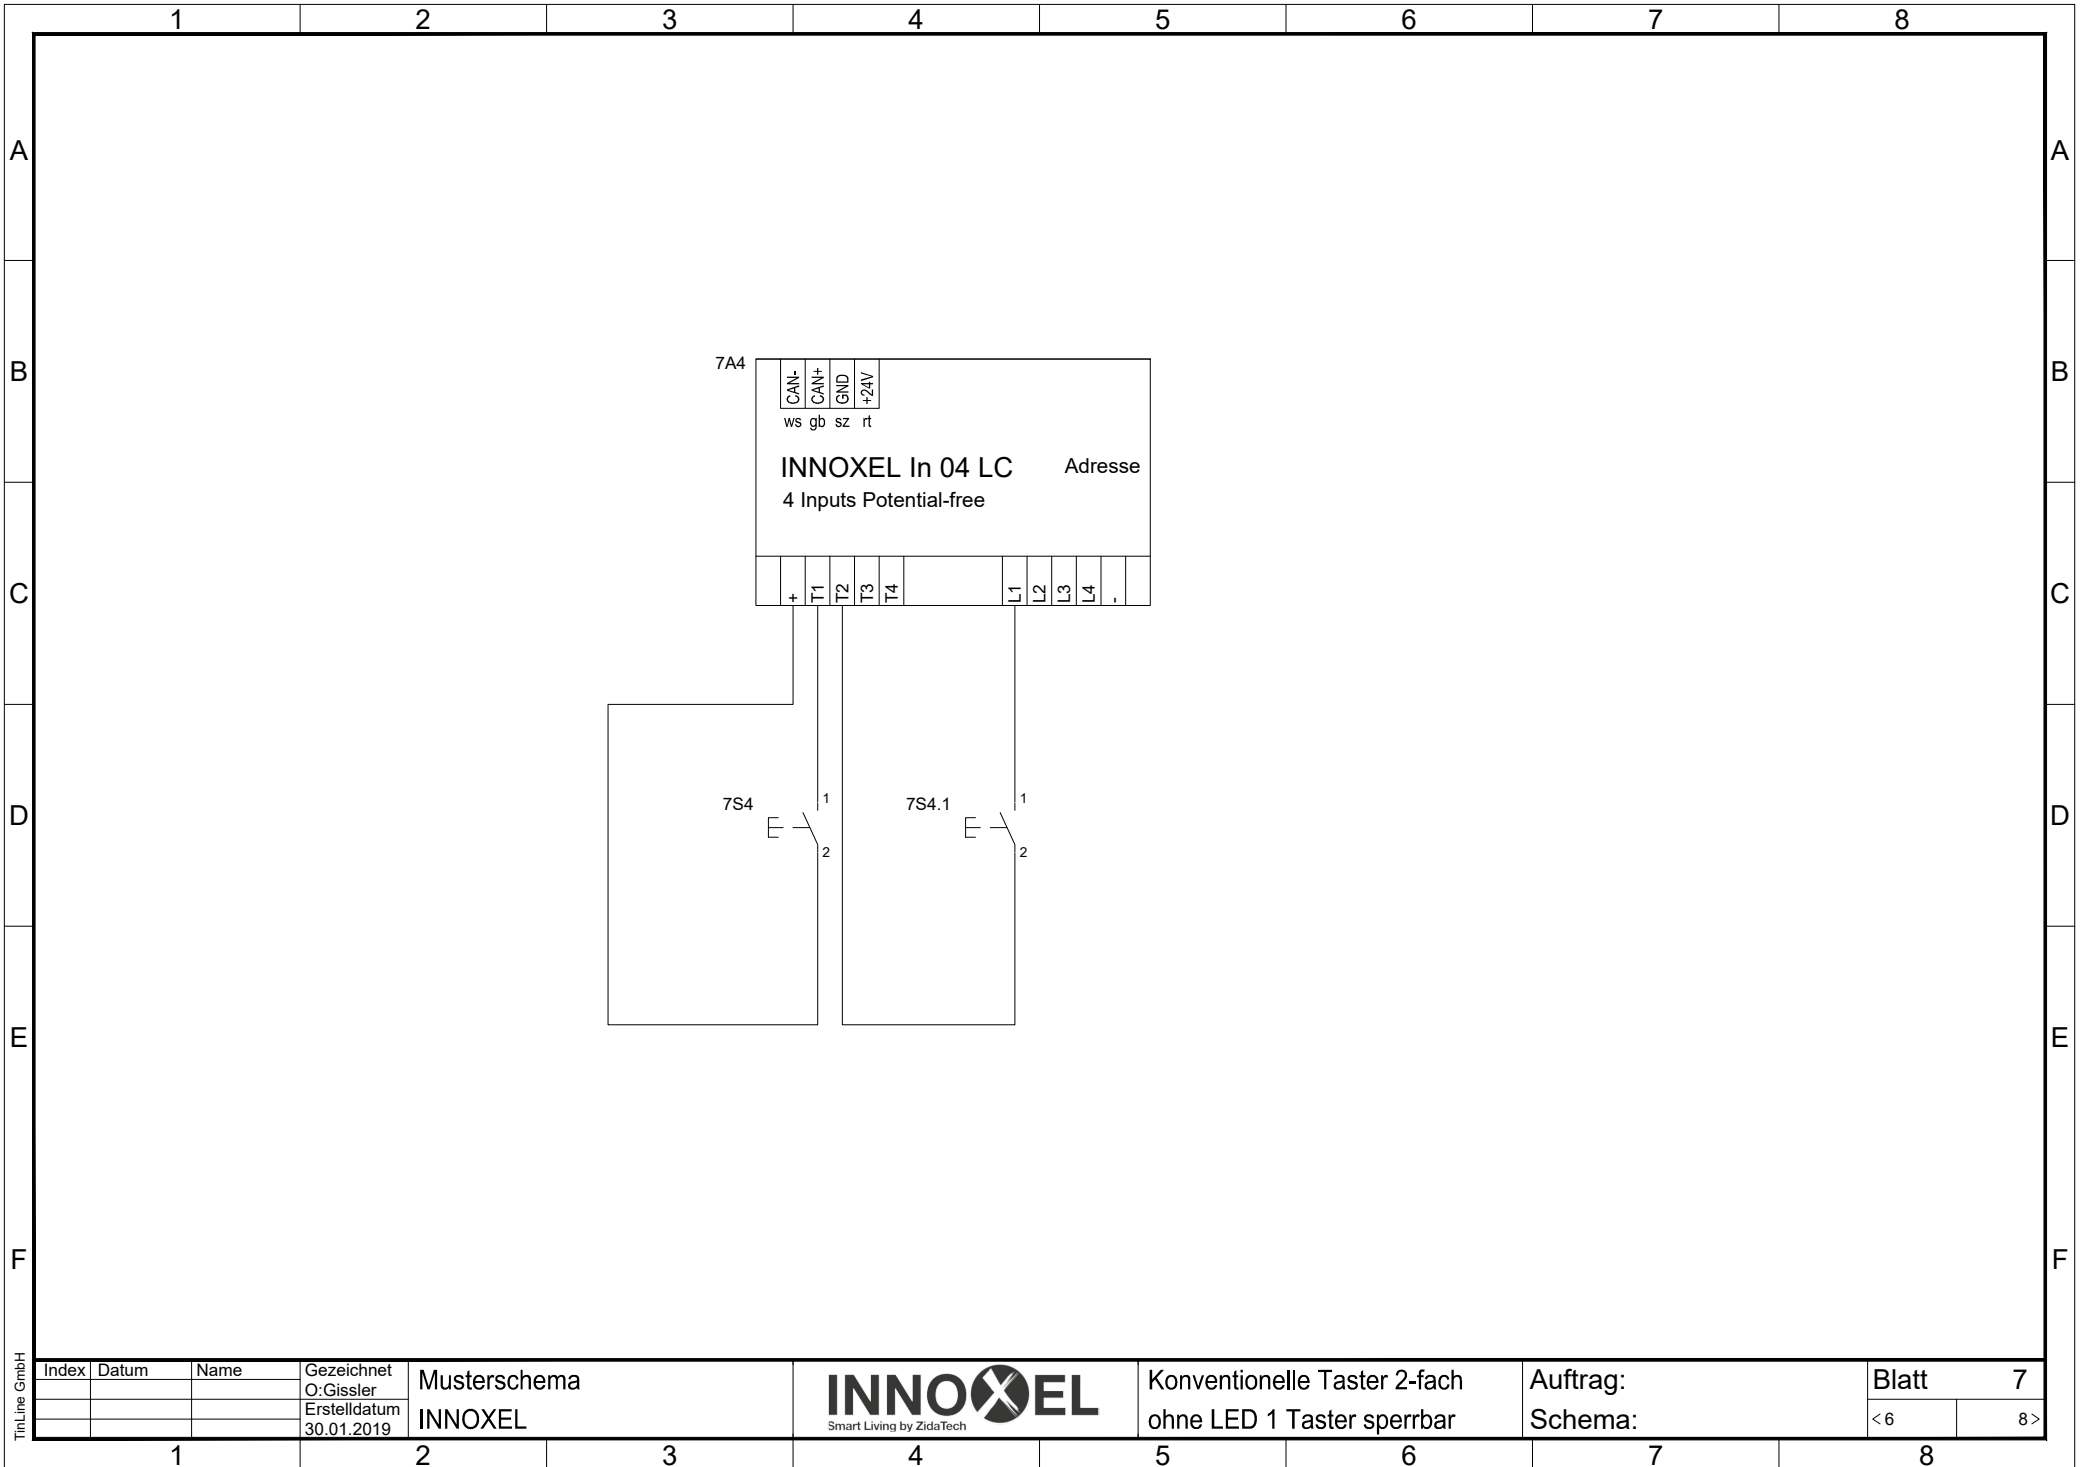 1 2 3 4 5 6 7 8
A A
B B
C C
D D
E E
F F
7A4
CAN- CAN+ GND +24V
ws gb sz rt
INNOXEL In 04 LC Adresse
4 Inputs Potential-free
+ T1 T2 T3 T4 L1 L2 L3 L4 -
7S4 1 2
7S4.1 1 2
TinLine GmbH
Index Datum Name
Gezeichnet
O:Gissler
Erstelldatum
30.01.2019
Musterschema
INNOXEL
INNOXEL
Smart Living by ZidaTech
Konventionelle Taster 2-fach
ohne LED 1 Taster sperrbar
Auftrag:
Schema:
Blatt 7
<6 8>
1 2 3 4 5 6 7 8